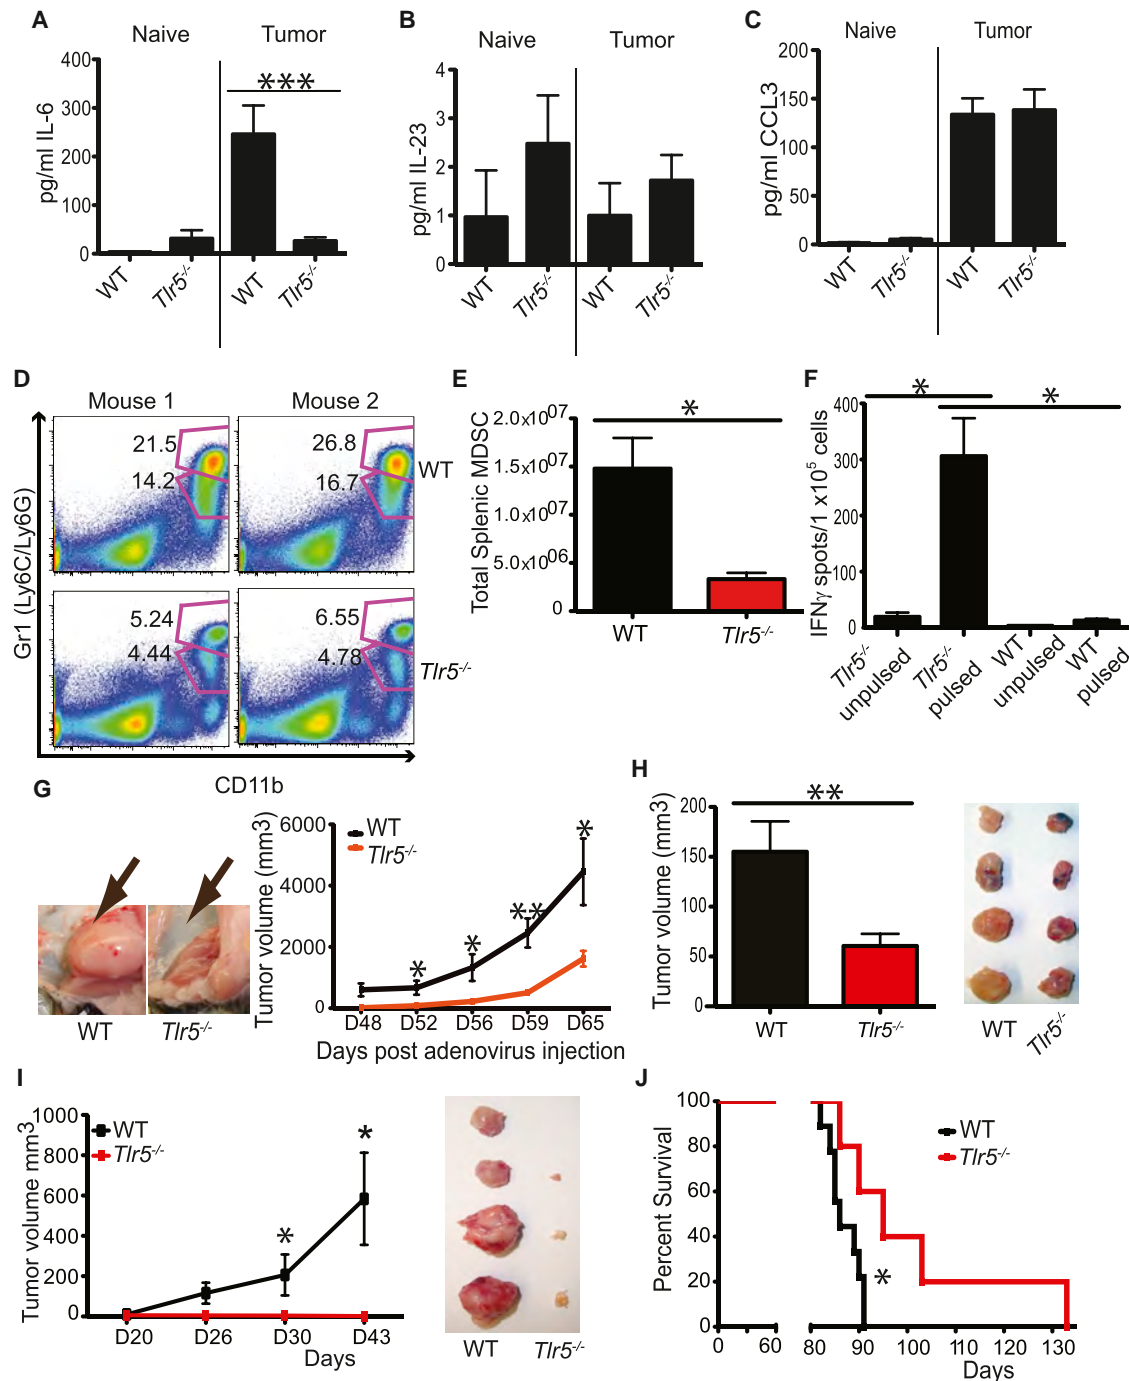 A
Naive Tumor
pg/ml IL-6
400
300
200
100
0
***
WT
Tlr5-/-
WT
Tlr5-/-
B
Naive Tumor
pg/ml IL-23
4
3
2
1
0
WT
Tlr5-/-
WT
Tlr5-/-
C
Naive Tumor
pg/ml CCL3
200
150
100
50
0
WT
Tlr5-/-
WT
Tlr5-/-
D
Mouse 1 Mouse 2
21.5
14.2
26.8
16.7
WT
5.24
4.44
6.55
4.78
Tlr5-/-
Gr1 (Ly6C/Ly6G)
CD11b
E
Total Splenic MDSC
2.0x10^07
1.5x10^07
1.0x10^07
5.0x10^06
0
*
WT Tlr5-/-
F
IFNγ spots/1 x10^5 cells
400
300
200
100
0
* *
Tlr5-/- unpulsed
Tlr5-/- pulsed
WT unpulsed
WT pulsed
G
WT Tlr5-/-
Tumor volume (mm3)
6000
4000
2000
0
WT
Tlr5-/-
* * ** *
D48 D52 D56 D59 D65
Days post adenovirus injection
H
Tumor volume (mm3)
200
150
100
50
0
**
WT Tlr5-/-
WT Tlr5-/-
I
Tumor volume mm3
1000
800
600
400
200
0
WT
Tlr5-/-
* *
D20 D26 D30 D43
Days
WT Tlr5-/-
J
Percent Survival
100
80
60
40
20
0
WT
Tlr5-/-
*
0 60 80 90 100 110 120 130
Days